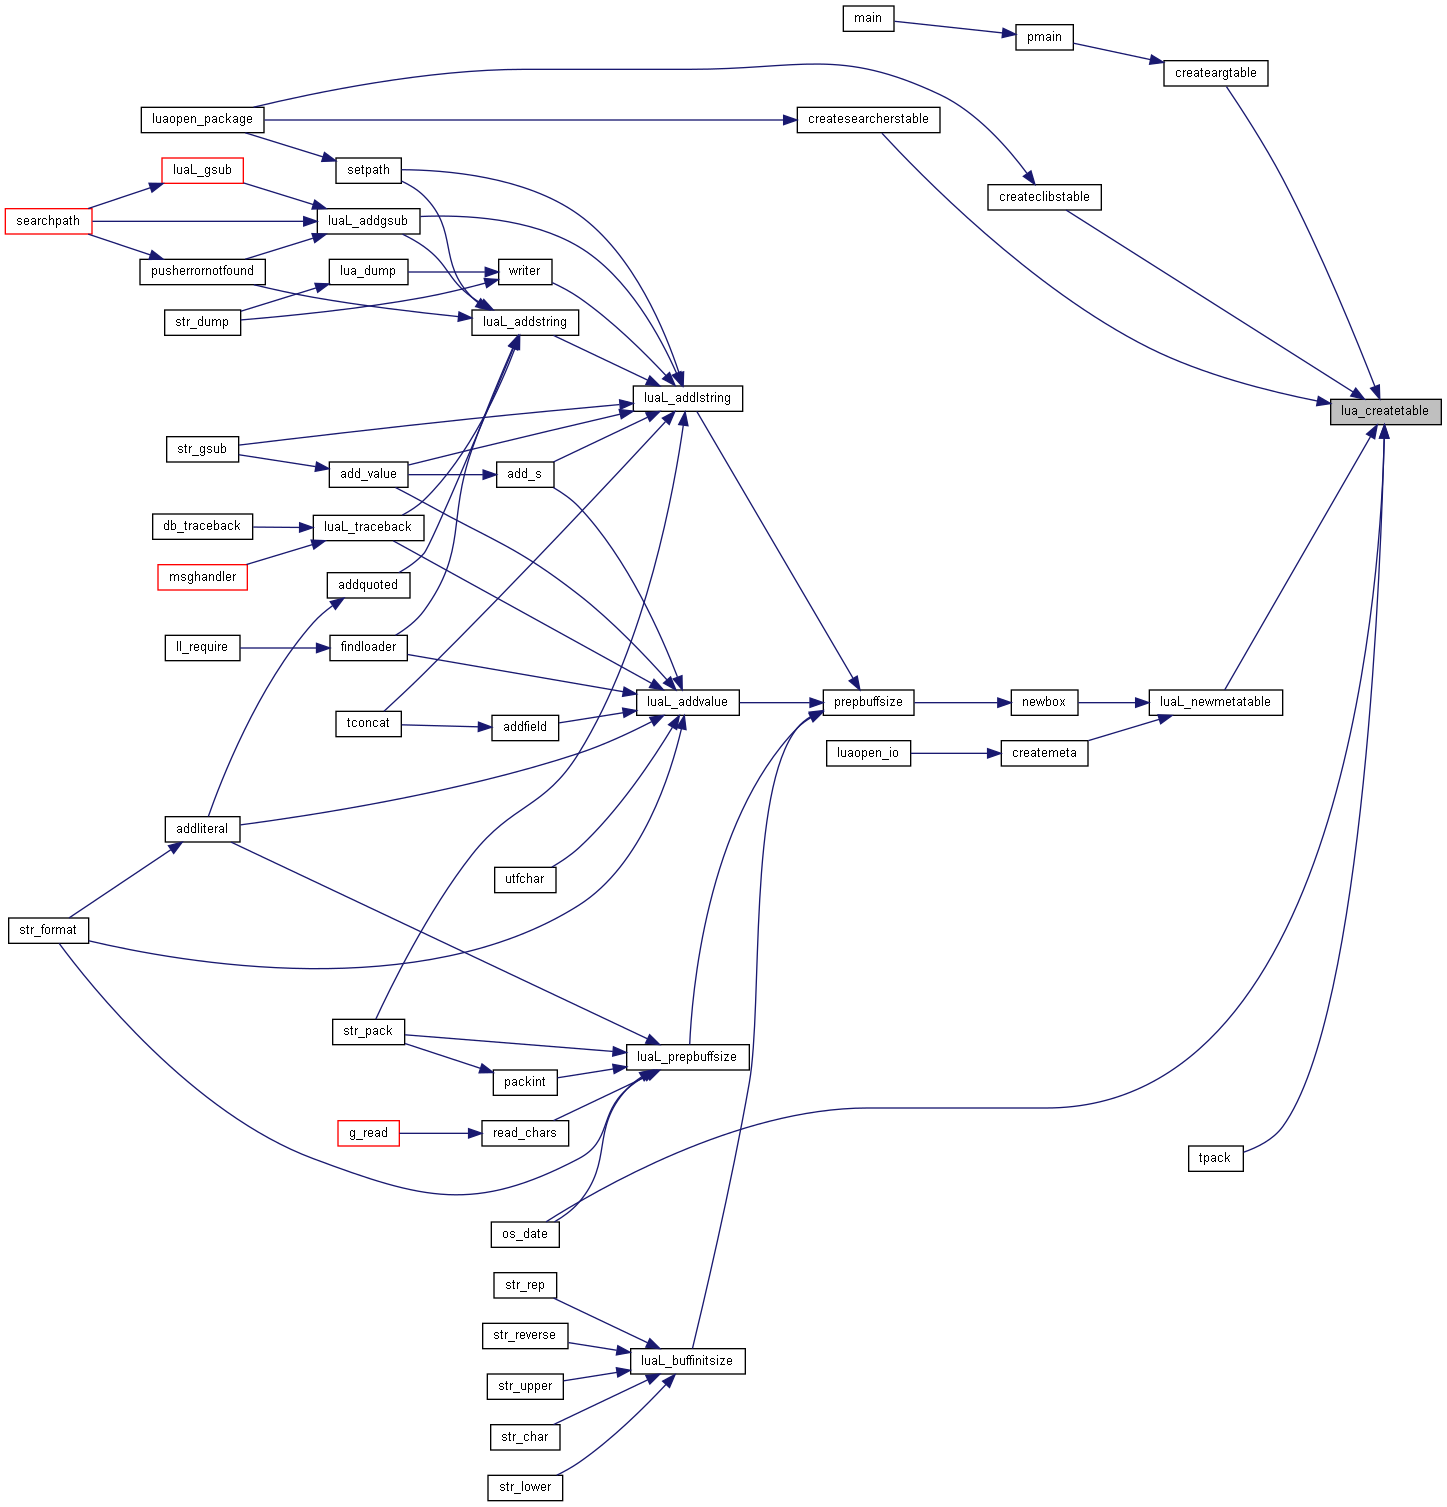 main
pmain
createargtable
luaopen_package
createsearcherstable
luaL_gsub
setpath
createclibstable
searchpath
luaL_addgsub
pusherrornotfound
lua_dump
writer
str_dump
luaL_addstring
luaL_addlstring
lua_createtable
str_gsub
add_value
add_s
db_traceback
luaL_traceback
msghandler
addquoted
ll_require
findloader
luaL_addvalue
prepbuffsize
newbox
luaL_newmetatable
tconcat
addfield
luaopen_io
createmeta
addliteral
utfchar
str_format
str_pack
luaL_prepbuffsize
packint
g_read
read_chars
tpack
os_date
str_rep
str_reverse
luaL_buffinitsize
str_upper
str_char
str_lower